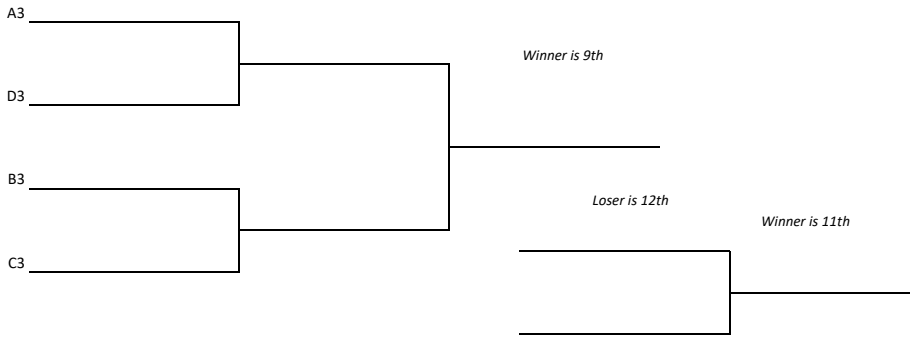 A3
Winner is 9th
D3
B3
Loser is 12th
Winner is 11th
C3